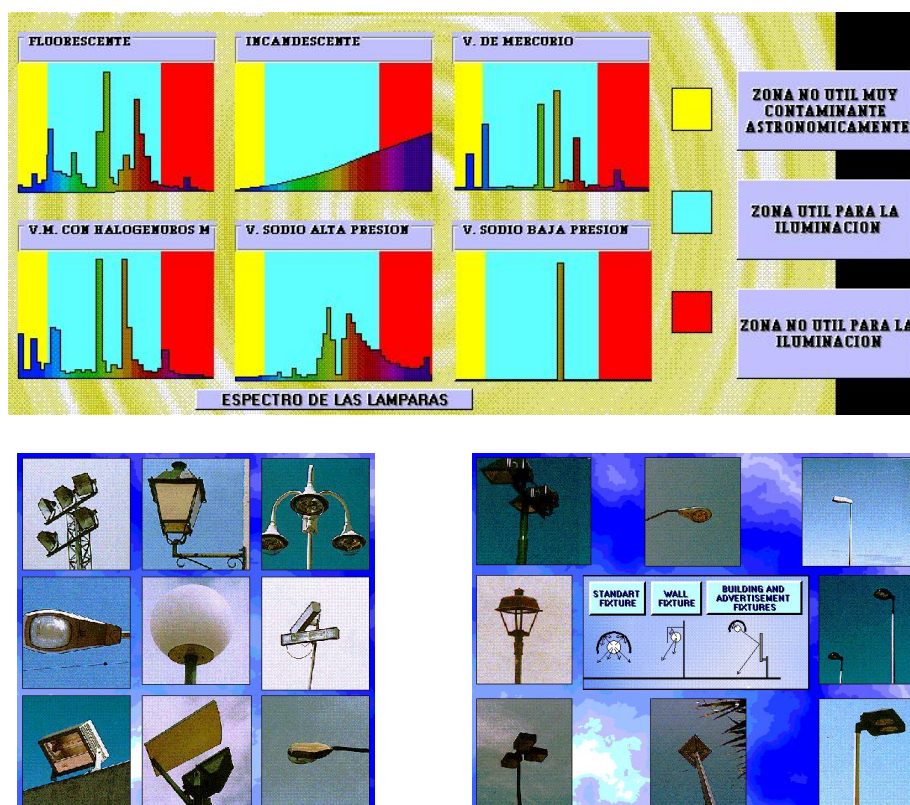 FLUORESCENTE
INCANDESCENTE
V. DE MERCURIO
ZONA NO UTIL MUY
CONTAMINANTE
ASTRONOMICAMENTE
V.M. CON HALOGENUROS M
V. SODIO ALTA PRESION
V. SODIO BAJA PRESION
ZONA UTIL PARA LA
ILUMINACION
ZONA NO UTIL PARA LA
ILUMINACION
ESPECTRO DE LAS LAMPARAS
STANDART
FIXTURE
WALL
FIXTURE
BUILDING AND
ADVERTISEMENT
FIXTURES